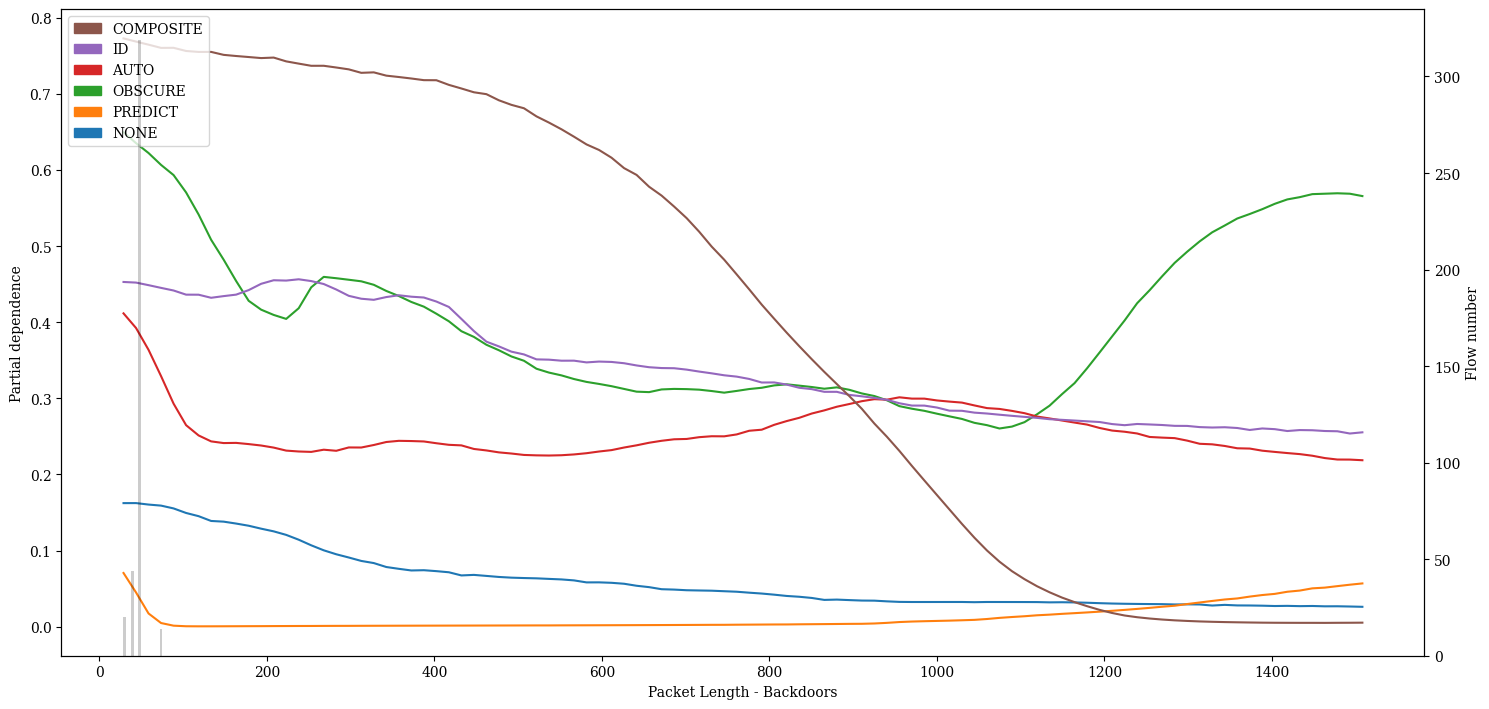 COMPOSITE
ID
AUTO
OBSCURE
PREDICT
NONE
Partial dependence
0.8
0.7
0.6
0.5
0.4
0.3
0.2
0.1
0.0
300
250
200
150
100
50
0
Flow number
0 200 400 600 800 1000 1200 1400
Packet Length - Backdoors